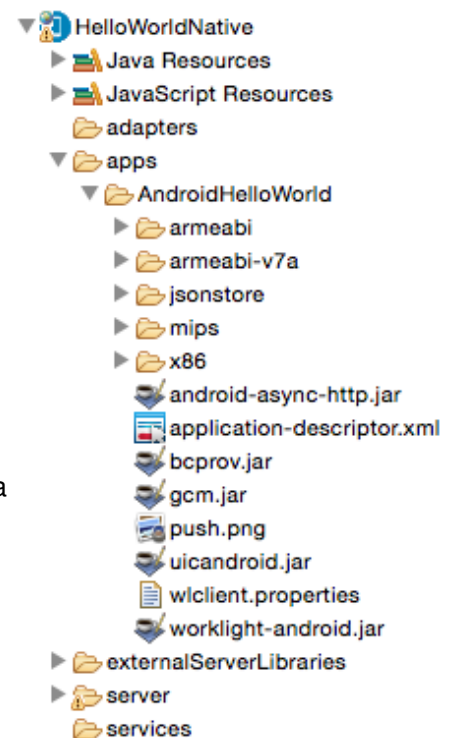 HelloWorldNative
Java Resources
JavaScript Resources
adapters
apps
AndroidHelloWorld
armeabi
armeabi-v7a
jsonstore
mips
x86
android-async-http.jar
application-descriptor.xml
bcprov.jar
a
gcm.jar
push.png
uicandroid.jar
wlclient.properties
worklight-android.jar
externalServerLibraries
server
services